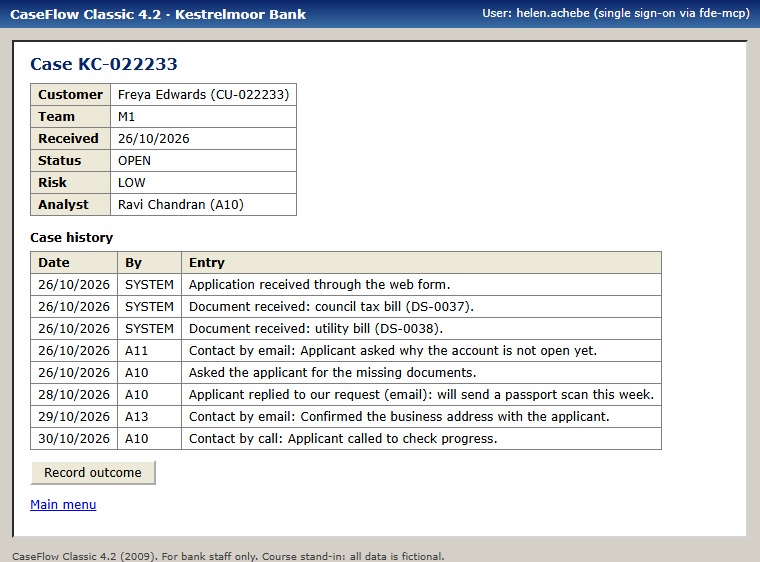 CaseFlow Classic 4.2 · Kestrelmoor Bank
User: helen.achebe (single sign-on via fde-mcp)
Case KC-022233
Customer Freya Edwards (CU-022233)
Team M1
Received 26/10/2026
Status OPEN
Risk LOW
Analyst Ravi Chandran (A10)
Case history
Date By Entry
26/10/2026 SYSTEM Application received through the web form.
26/10/2026 SYSTEM Document received: council tax bill (DS-0037).
26/10/2026 SYSTEM Document received: utility bill (DS-0038).
26/10/2026 A11 Contact by email: Applicant asked why the account is not open yet.
26/10/2026 A10 Asked the applicant for the missing documents.
28/10/2026 A10 Applicant replied to our request (email): will send a passport scan this week.
29/10/2026 A13 Contact by email: Confirmed the business address with the applicant.
30/10/2026 A10 Contact by call: Applicant called to check progress.
Record outcome
Main menu
CaseFlow Classic 4.2 (2009). For bank staff only. Course stand-in: all data is fictional.